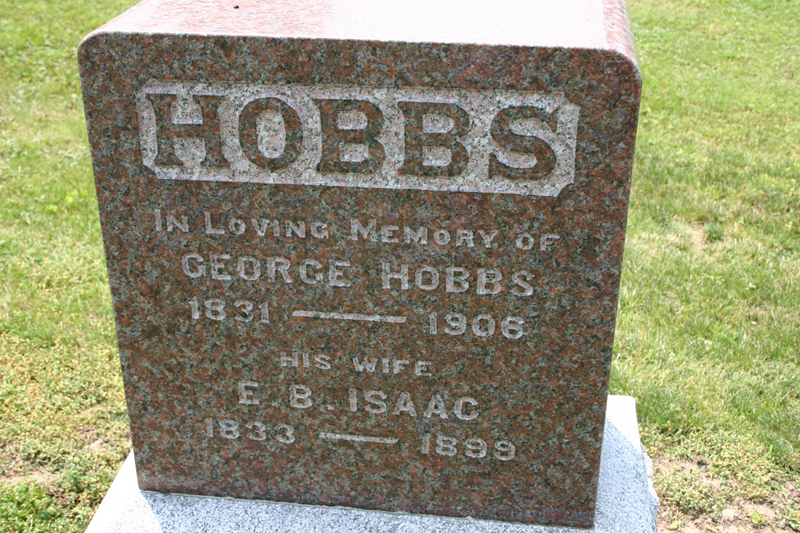 HOBBS
IN LOVING MEMORY OF
GEORGE HOBBS
1831 — 1906
HIS WIFE
E. B. ISAAC
1833 — 1899